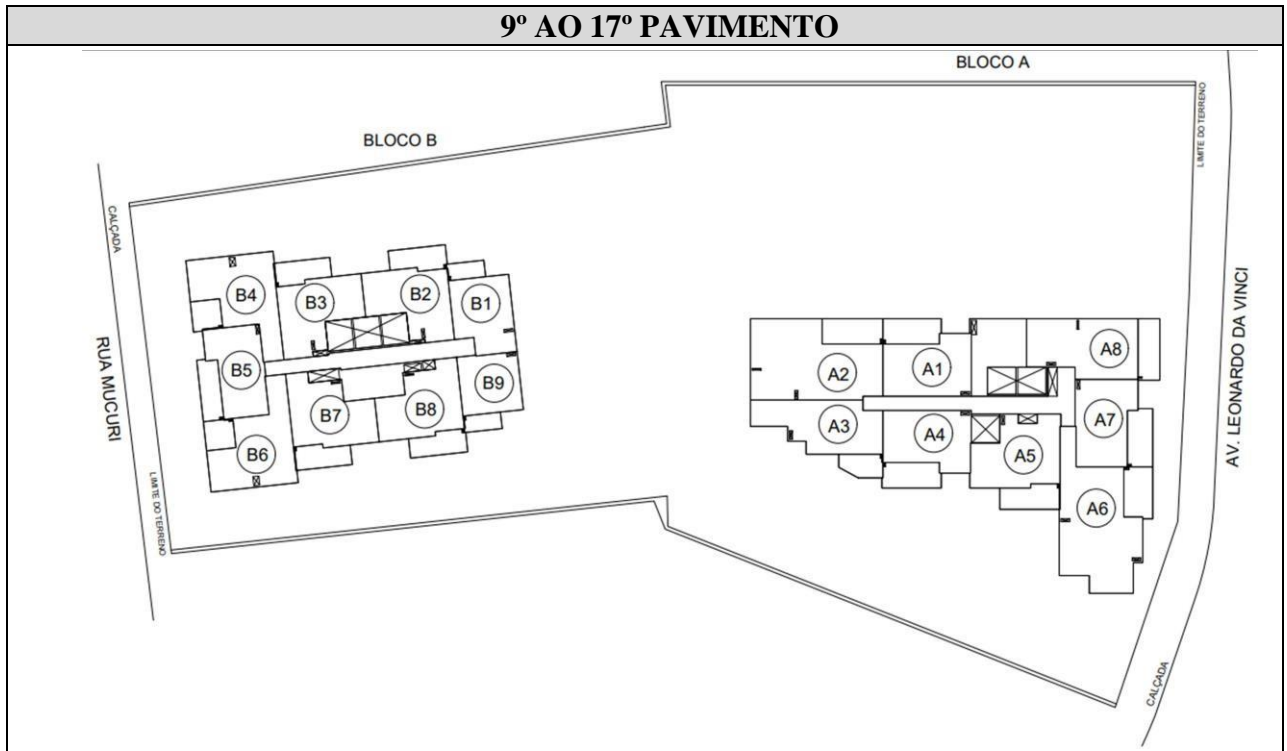 9º AO 17º PAVIMENTO
BLOCO A
BLOCO B
LIMITE DO TERRENO
CALÇADA
RUA MUCURI
AV. LEONARDO DA VINCI
B4
B3
B2
B1
B5
B9
B7
B8
B6
LIMITE DO TERRENO
A8
A2
A1
A7
A3
A4
A5
A6
CALÇADA